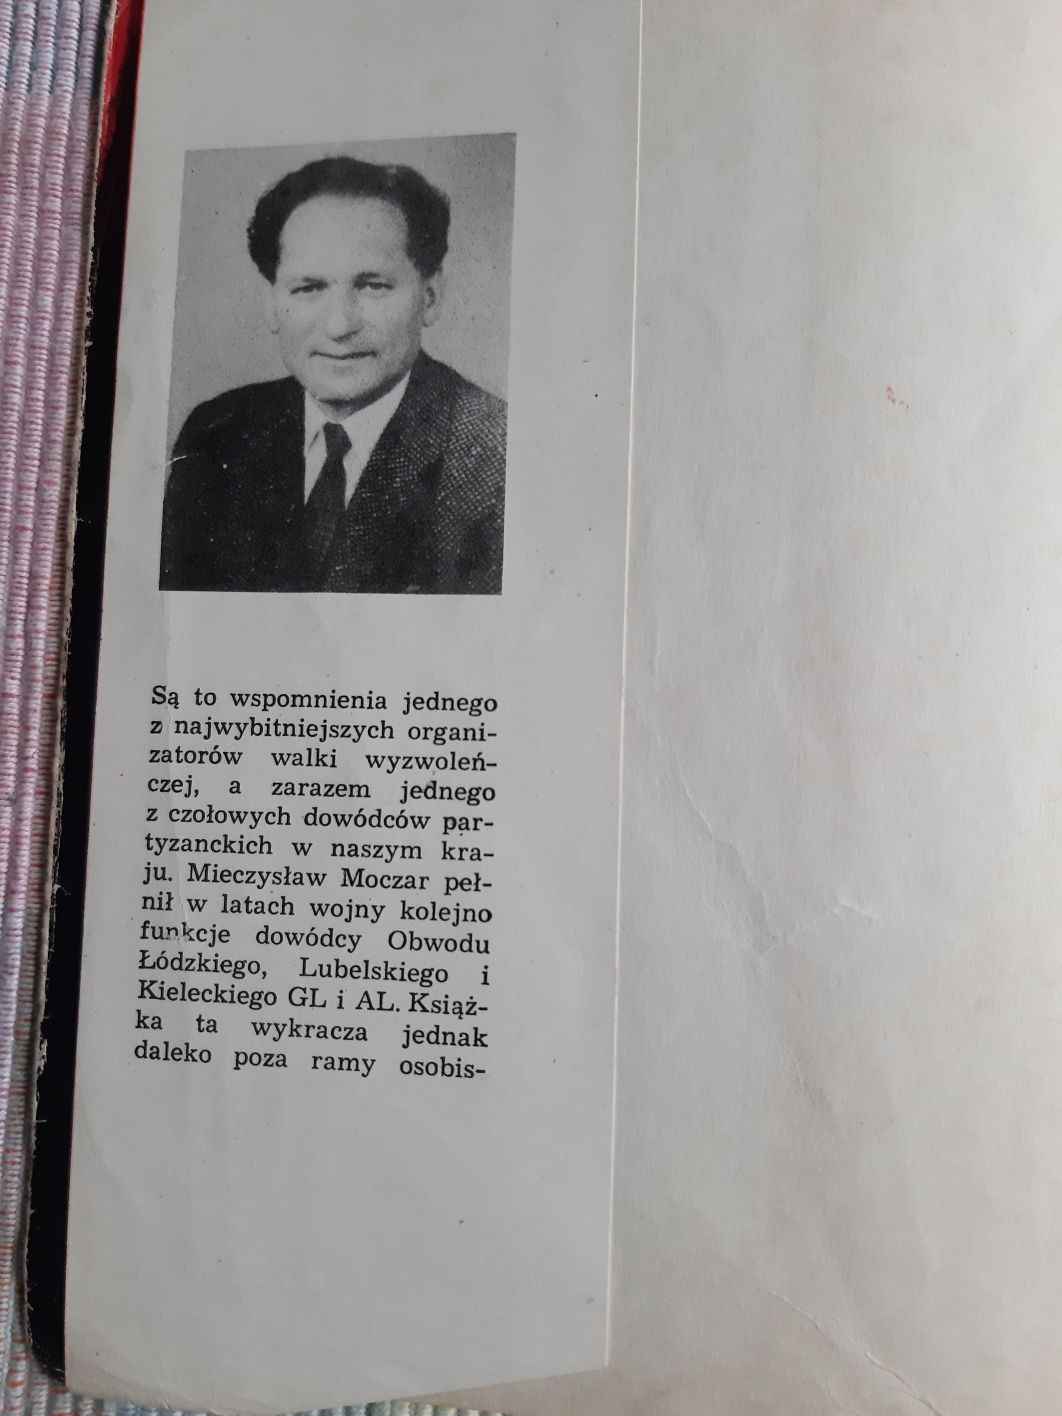 Są to wspomnienia jednego
z najwybitniejszych organi-
zatorów walki wyzwoleń-
czej, a zarazem jednego
z czołowych dowódców par-
tyzanckich w naszym kra-
ju. Mieczysław Moczar peł-
nił w latach wojny kolejno
funkcje dowódcy Obwodu
Łódzkiego, Lubelskiego i
Kieleckiego GL i AL. Książ-
ka ta wykracza jednak
daleko poza ramy osobis-